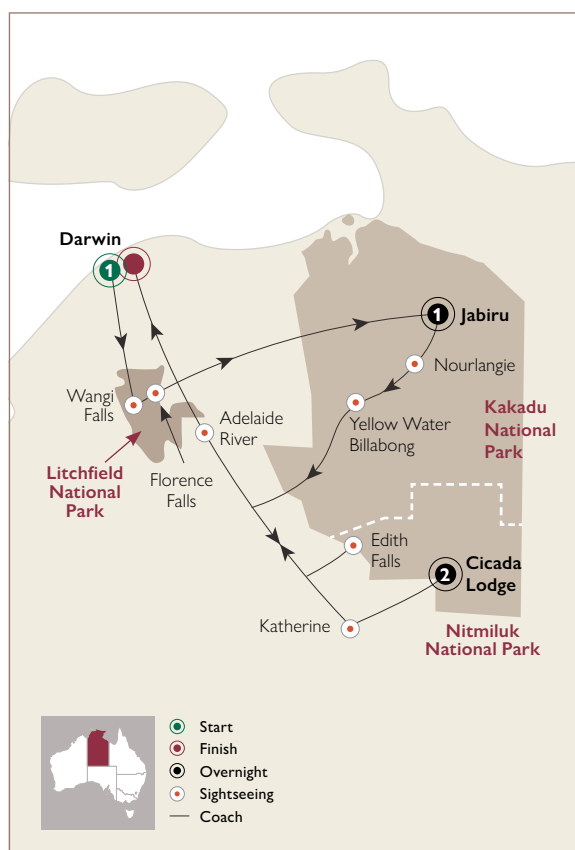 Darwin
1
1
Jabiru
Nourlangie
Wangi
Falls
Adelaide
River
Yellow Water
Billabong
Kakadu
National
Park
Litchfield
National
Park
Florence
Falls
Edith
Falls
2
Cicada
Lodge
Katherine
Nitmiluk
National Park
Start
Finish
Overnight
Sightseeing
Coach